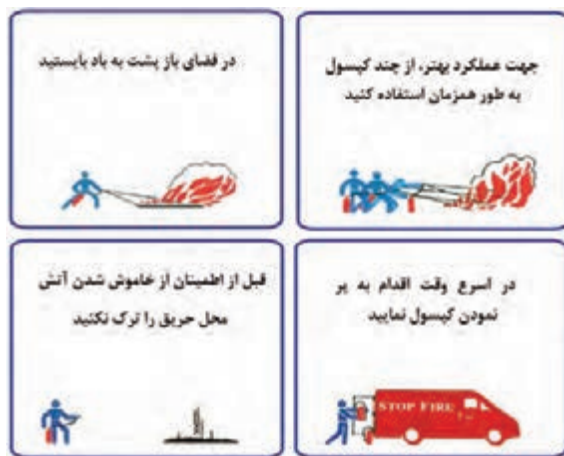 جهت عملکرد بهتر، از چند کپسول
به طور همزمان استفاده کنید
در فضای باز پشت به باد بایستید
در اسرع وقت اقدام به پر
نمودن کپسول نمایید
STOP FIRE
قبل از اطمینان از خاموش شدن آتش
محل حریق را ترک نکنید